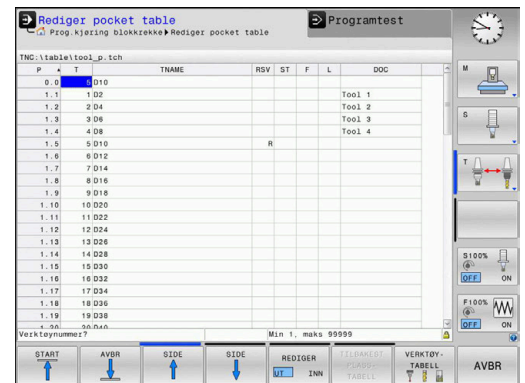 Rediger pocket table
Prog.kjøring blokkrekke▸Rediger pocket table
Programtest
TNC:\table\tool_p.tch
P T TNAME RSV ST F L DOC
0.0 5 D10
1.1 1 D2 Tool 1
1.2 2 D4 Tool 2
1.3 3 D6 Tool 3
1.4 4 D8 Tool 4
1.5 5 D10 R
1.6 6 D12
1.7 7 D14
1.8 8 D16
1.9 9 D18
1.10 10 D20
1.11 11 D22
1.12 12 D24
1.13 13 D26
1.14 14 D28
1.15 15 D30
1.16 16 D32
1.17 17 D34
1.18 18 D36
1.19 19 D38
1.20 20 D40
Verktøynummer? Min 1, maks 99999
M
S
T
S100%
OFF ON
F100%
OFF ON
START
AVBR
SIDE
SIDE
REDIGER
UT INN
TILBAKEST
PLASS-
TABELL
VERKTØY-
TABELL
AVBR